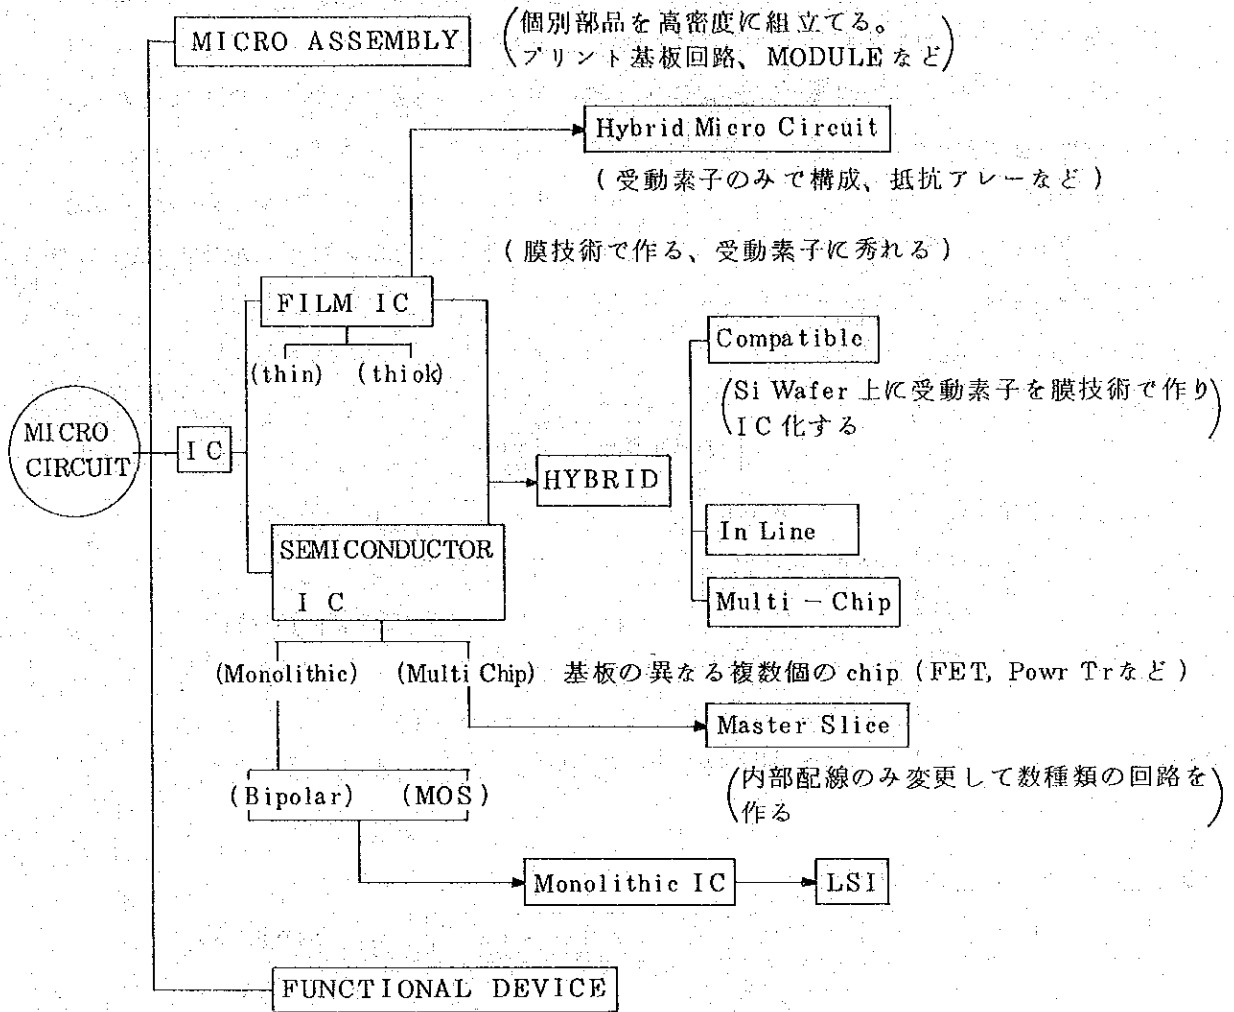 MICRO ASSEMBLY
(個別部品を高密度に組立てる。
プリント基板回路、MODULEなど)
Hybrid Micro Circuit
(受動素子のみで構成、抵抗アレーなど)
(膜技術で作る、受動素子に秀れる)
FILM IC
(thin) (thiok)
Compatible
(Si Wafer 上に受動素子を膜技術で作り
IC 化する)
MICRO
CIRCUIT
IC
HYBRID
In Line
SEMICONDUCTOR
IC
Multi-Chip
(Monolithic) (Multi Chip) 基板の異なる複数個の chip (FET, Powr Trなど)
Master Slice
(内部配線のみ変更して数種類の回路を
作る)
(Bipolar) (MOS)
Monolithic IC
LSI
FUNCTIONAL DEVICE